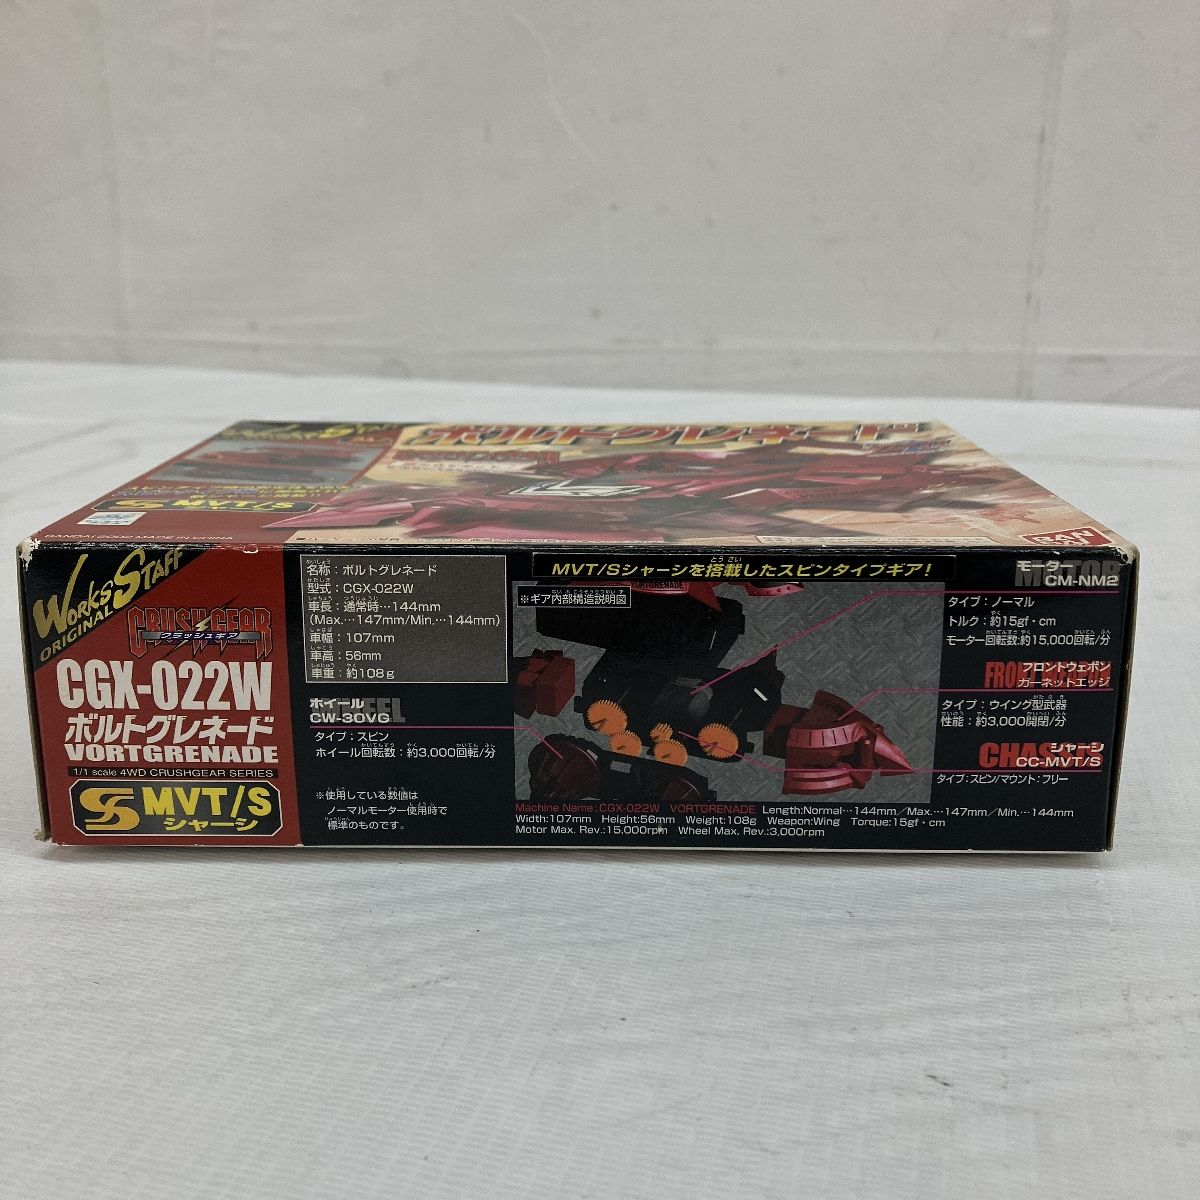 ボルトグレネード
WORKS STAFF
ORIGINAL
CRUSH GEAR
クラッシュギア
CGX-022W
ボルトグレネード
VORTGRENADE
1/1 scale 4WD CRUSHGEAR SERIES
MVT/S
シャーシ
名称:ボルトグレネード
型式:CGX-022W
車長:通常時…144mm
(Max.…147mm/Min.…144mm)
車幅:107mm
車高:56mm
車重:約108g
WHEEL
ホイール
CW-30VG
タイプ:スピン
ホイール回転数:約3,000回転/分
※使用している数値は
ノーマルモーター使用時で
標準のものです。
MVT/Sシャーシを搭載したスピンタイプギア!
※ギア内部構造説明図
MOTOR
モーター
CM-NM2
タイプ:ノーマル
トルク:約15gf・cm
モーター回転数:約15,000回転/分
フロントウェポン
ガーネットエッジ
タイプ:ウイング型武器
性能:約3,000開閉/分
シャーシ
CC-MVT/S
タイプ:スピン/マウント:フリー
Machine Name:CGX-022W VORTGRENADE Length:Normal…144mm/Max.…147mm/Min.…144mm
Width:107mm Height:56mm Weight:108g Weapon:Wing Torque:15gf・cm
Motor Max. Rev.:15,000rpm Wheel Max. Rev.:3,000rpm